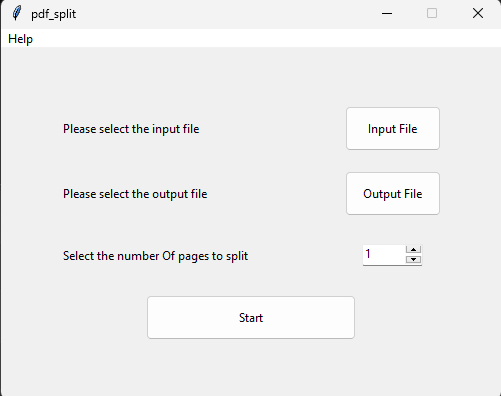 pdf_split
Help
Please select the input file
Input File
Please select the output file
Output File
Select the number Of pages to split
1
Start